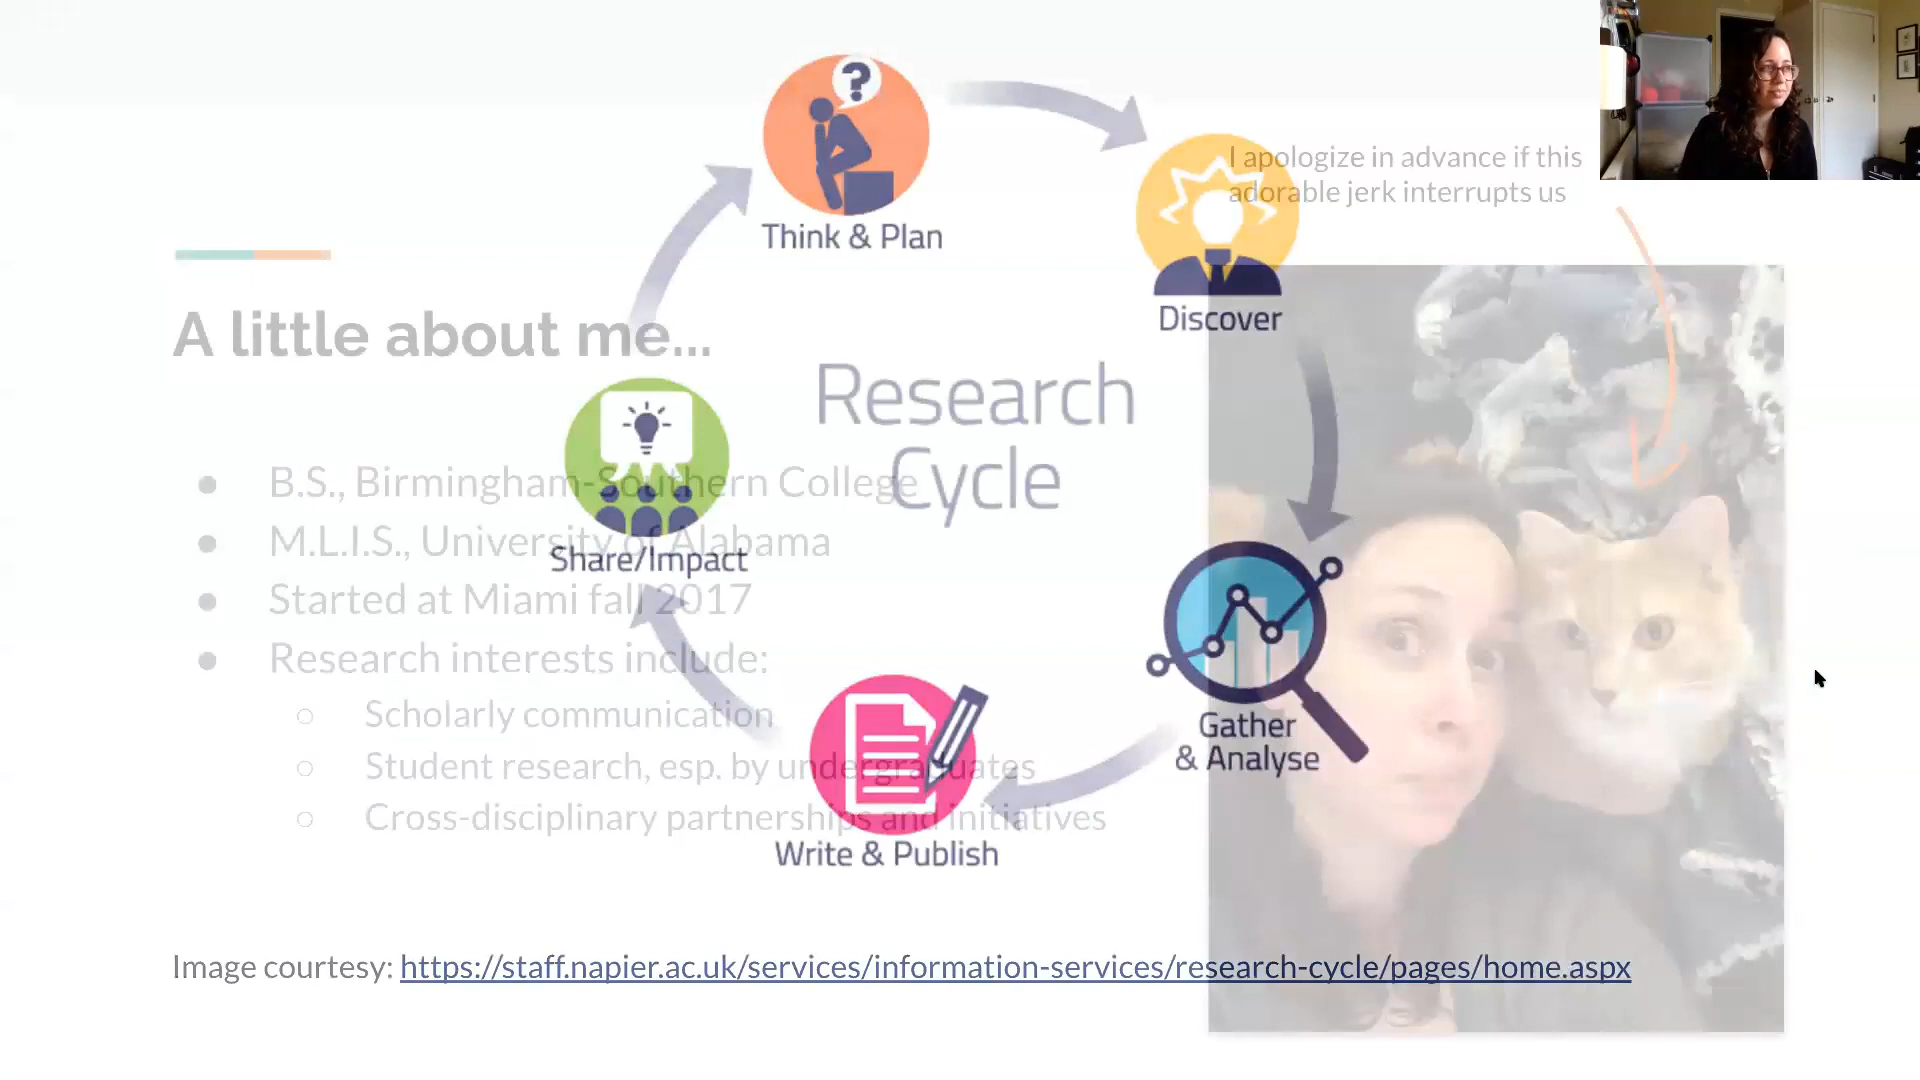 ?
Think & Plan
I apologize in advance if this
adorable jerk interrupts us
Discover
A little about me...
Research
Cycle
B.S., Birmingham-Southern College
M.L.I.S., University of Alabama
Share/Impact
Started at Miami fall 2017
Research interests include:
Scholarly communication
Student research, esp. by undergraduates
Cross-disciplinary partnerships and initiatives
Gather
& Analyse
Write & Publish
Image courtesy: https://staff.napier.ac.uk/services/information-services/research-cycle/pages/home.aspx